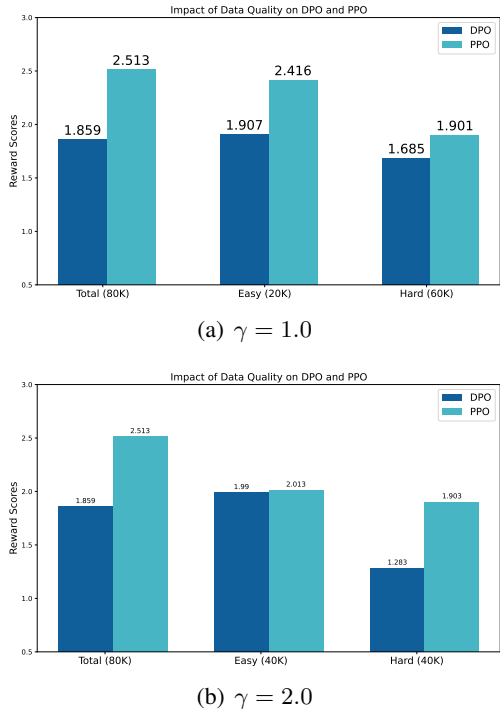 Impact of Data Quality on DPO and PPO
3.0
2.5
2.0
1.5
1.0
0.5
Reward Scores
DPO
PPO
1.859
2.513
1.907
2.416
1.685
1.901
Total (80K)
Easy (20K)
Hard (60K)
(a) γ = 1.0
Impact of Data Quality on DPO and PPO
3.0
2.5
2.0
1.5
1.0
0.5
Reward Scores
DPO
PPO
1.859
2.513
1.99
2.013
1.283
1.903
Total (80K)
Easy (40K)
Hard (40K)
(b) γ = 2.0